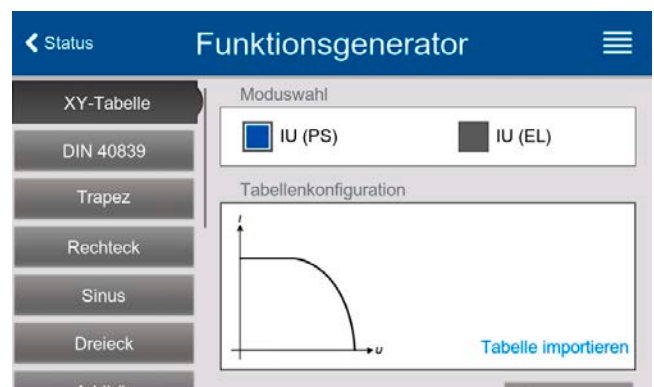 Status
Funktionsgenerator
XY-Tabelle
DIN 40839
Trapez
Rechteck
Sinus
Dreieck
Moduswahl
IU (PS)
IU (EL)
Tabellenkonfiguration
I
U
Tabelle importieren